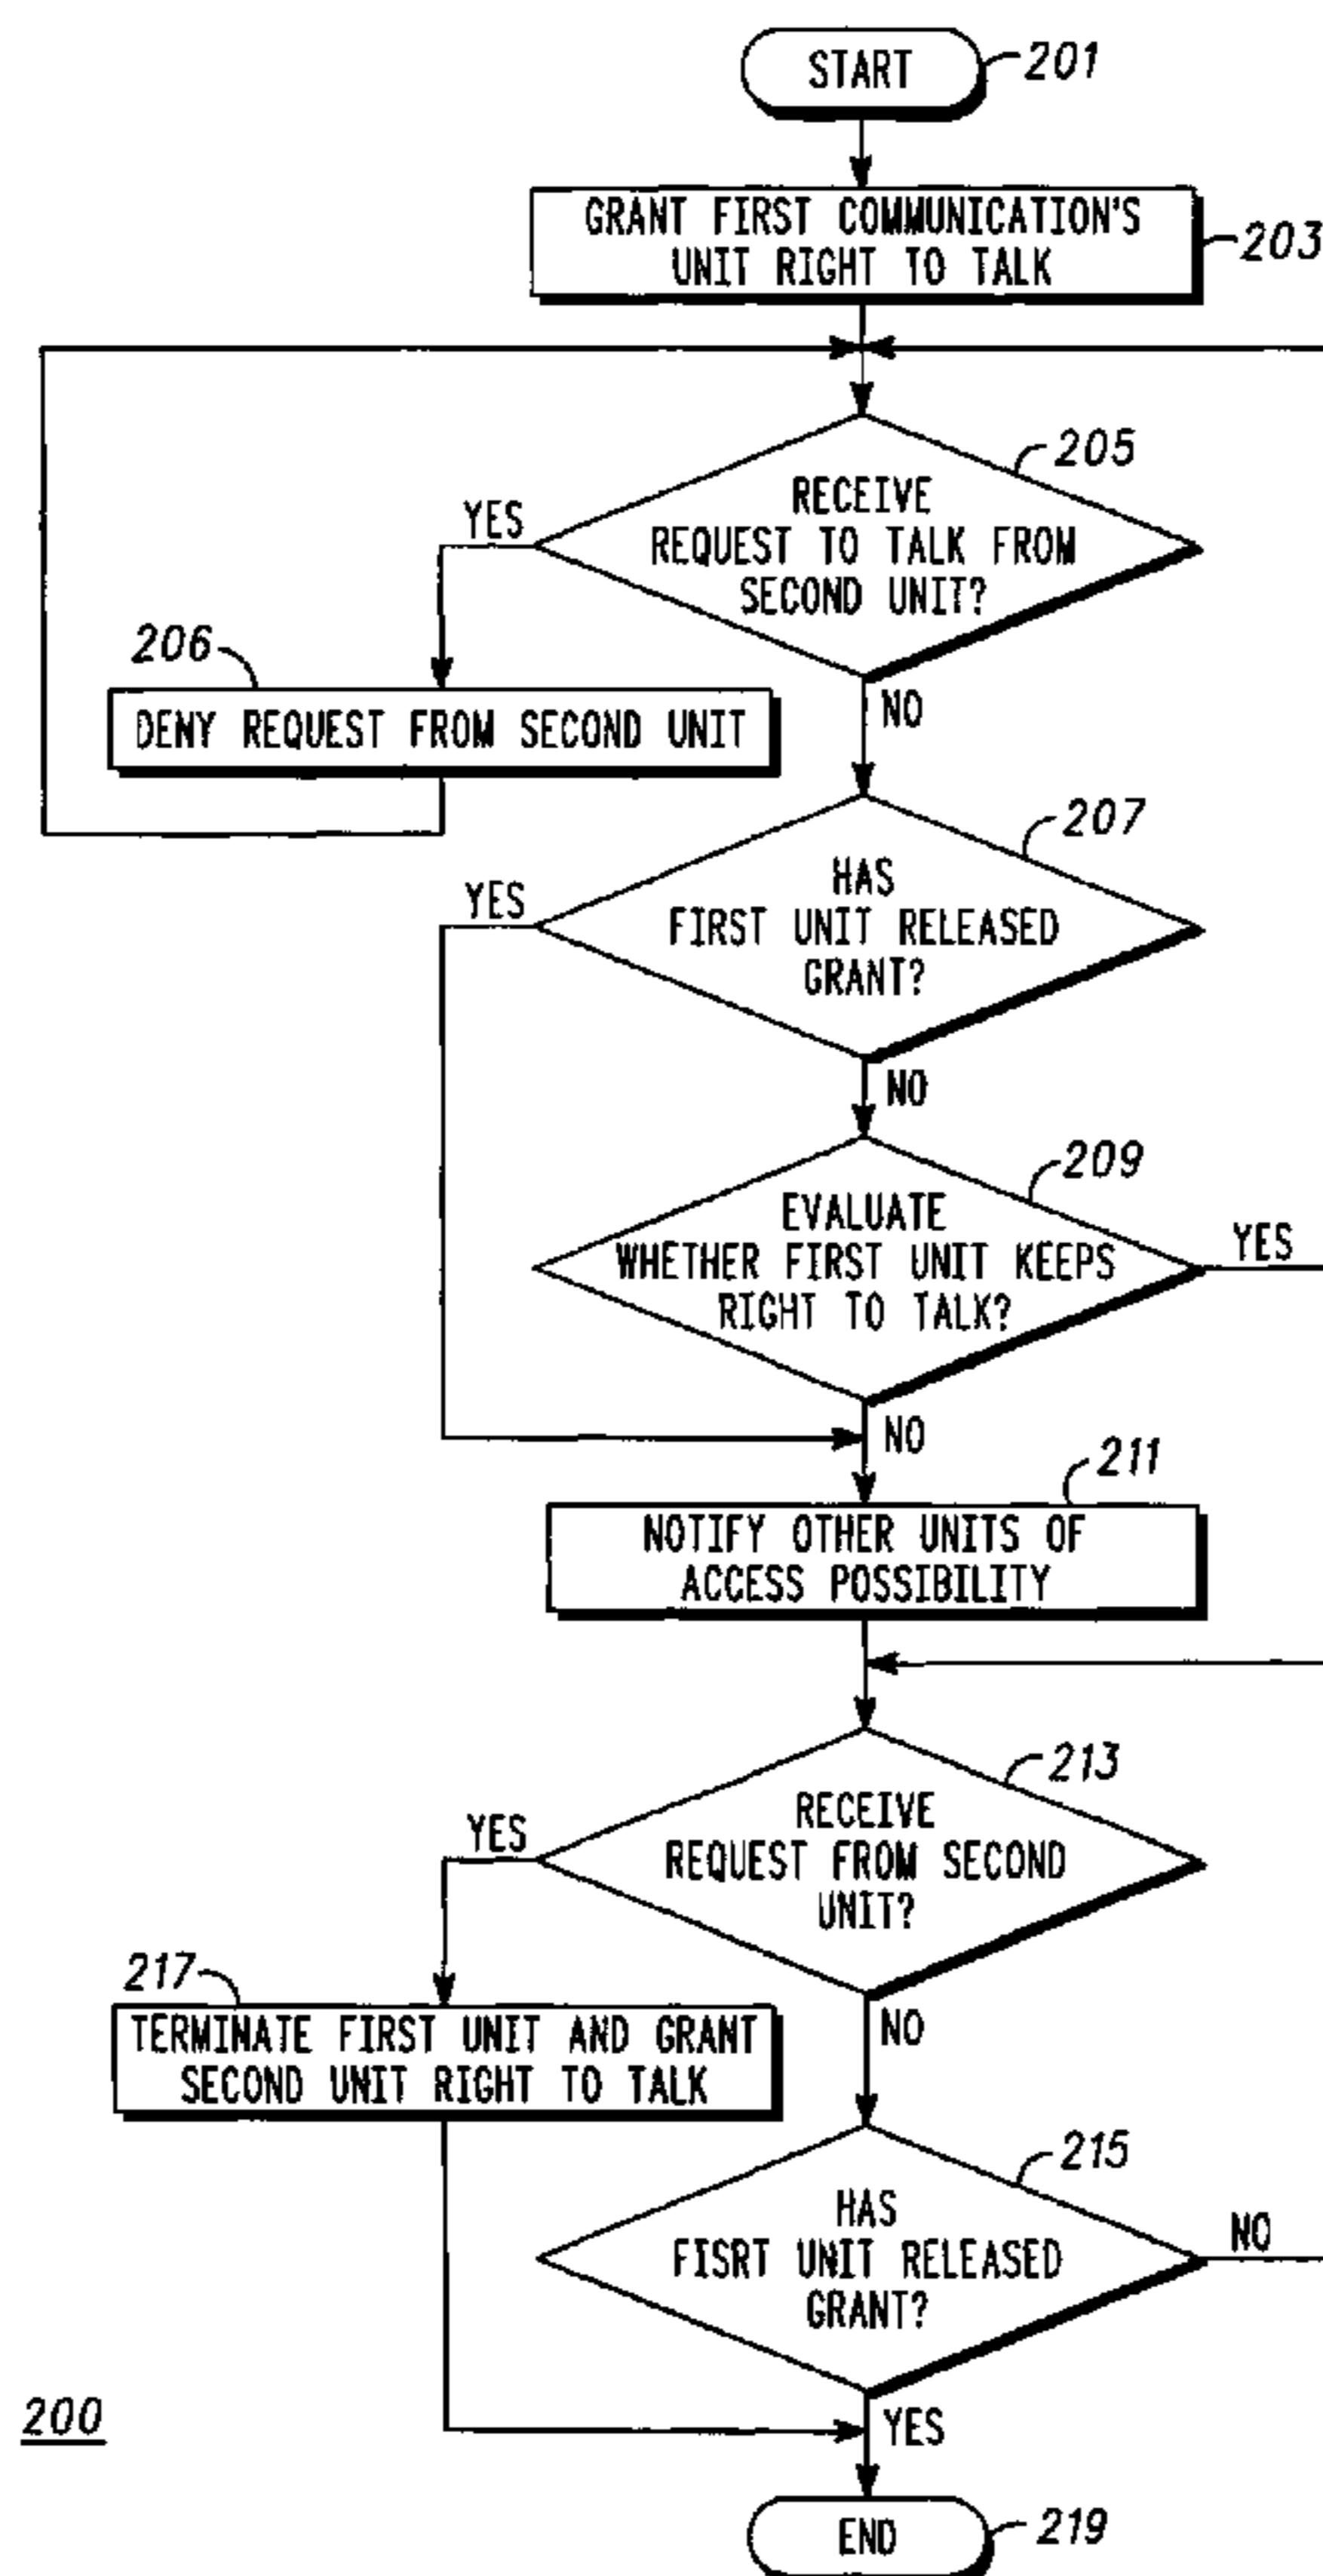 START
201
GRANT FIRST COMMUNICATION'S
UNIT RIGHT TO TALK
203
205
RECEIVE
REQUEST TO TALK FROM
SECOND UNIT?
YES
NO
206
DENY REQUEST FROM SECOND UNIT
207
HAS
FIRST UNIT RELEASED
GRANT?
YES
NO
209
EVALUATE
WHETHER FIRST UNIT KEEPS
RIGHT TO TALK?
YES
NO
211
NOTIFY OTHER UNITS OF
ACCESS POSSIBILITY
213
RECEIVE
REQUEST FROM SECOND
UNIT?
YES
NO
217
TERMINATE FIRST UNIT AND GRANT
SECOND UNIT RIGHT TO TALK
215
HAS
FISRT UNIT RELEASED
GRANT?
NO
YES
200
END
219